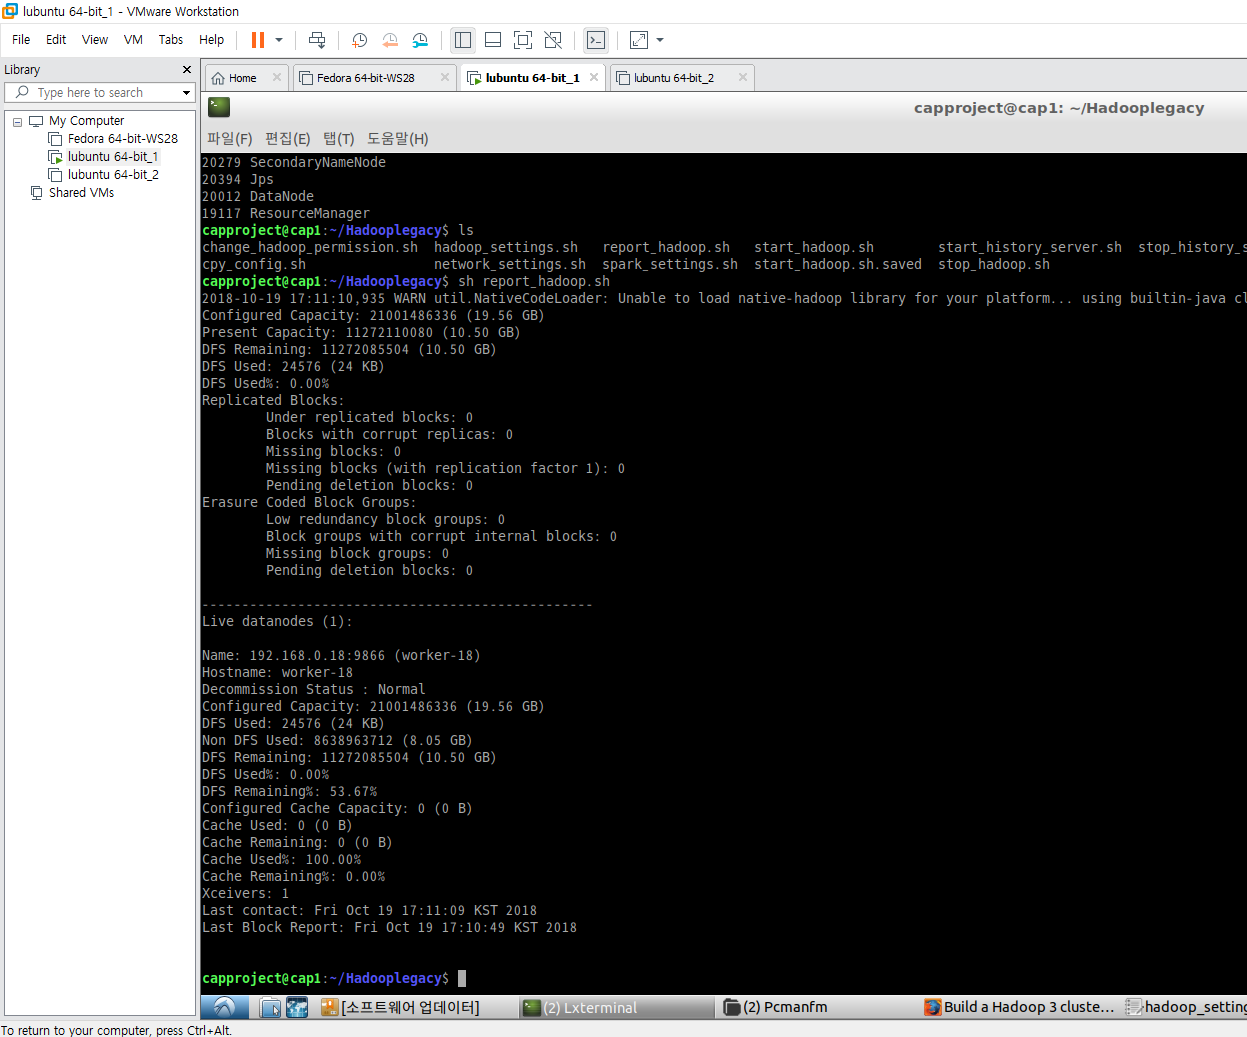 lubuntu 64-bit_1 - VMware Workstation
File Edit View VM Tabs Help
Library
Type here to search
My Computer
Fedora 64-bit-WS28
lubuntu 64-bit_1
lubuntu 64-bit_2
Shared VMs
Home Fedora 64-bit-WS28 lubuntu 64-bit_1 lubuntu 64-bit_2
capproject@cap1: ~/Hadooplegacy
파일(F) 편집(E) 탭(T) 도움말(H)
20279 SecondaryNameNode
20394 Jps
20012 DataNode
19117 ResourceManager
capproject@cap1:~/Hadooplegacy$ ls
change_hadoop_permission.sh hadoop_settings.sh report_hadoop.sh start_hadoop.sh start_history_server.sh stop_history_s
cpy_config.sh network_settings.sh spark_settings.sh start_hadoop.sh.saved stop_hadoop.sh
capproject@cap1:~/Hadooplegacy$ sh report_hadoop.sh
2018-10-19 17:11:10,935 WARN util.NativeCodeLoader: Unable to load native-hadoop library for your platform... using builtin-java cl
Configured Capacity: 21001486336 (19.56 GB)
Present Capacity: 11272110080 (10.50 GB)
DFS Remaining: 11272085504 (10.50 GB)
DFS Used: 24576 (24 KB)
DFS Used%: 0.00%
Replicated Blocks:
Under replicated blocks: 0
Blocks with corrupt replicas: 0
Missing blocks: 0
Missing blocks (with replication factor 1): 0
Pending deletion blocks: 0
Erasure Coded Block Groups:
Low redundancy block groups: 0
Block groups with corrupt internal blocks: 0
Missing block groups: 0
Pending deletion blocks: 0
-------------------------------------------------
Live datanodes (1):
Name: 192.168.0.18:9866 (worker-18)
Hostname: worker-18
Decommission Status : Normal
Configured Capacity: 21001486336 (19.56 GB)
DFS Used: 24576 (24 KB)
Non DFS Used: 8638963712 (8.05 GB)
DFS Remaining: 11272085504 (10.50 GB)
DFS Used%: 0.00%
DFS Remaining%: 53.67%
Configured Cache Capacity: 0 (0 B)
Cache Used: 0 (0 B)
Cache Remaining: 0 (0 B)
Cache Used%: 100.00%
Cache Remaining%: 0.00%
Xceivers: 1
Last contact: Fri Oct 19 17:11:09 KST 2018
Last Block Report: Fri Oct 19 17:10:49 KST 2018
capproject@cap1:~/Hadooplegacy$
[소프트웨어 업데이터] (2) Lxterminal (2) Pcmanfm Build a Hadoop 3 cluste... hadoop_setting
To return to your computer, press Ctrl+Alt.